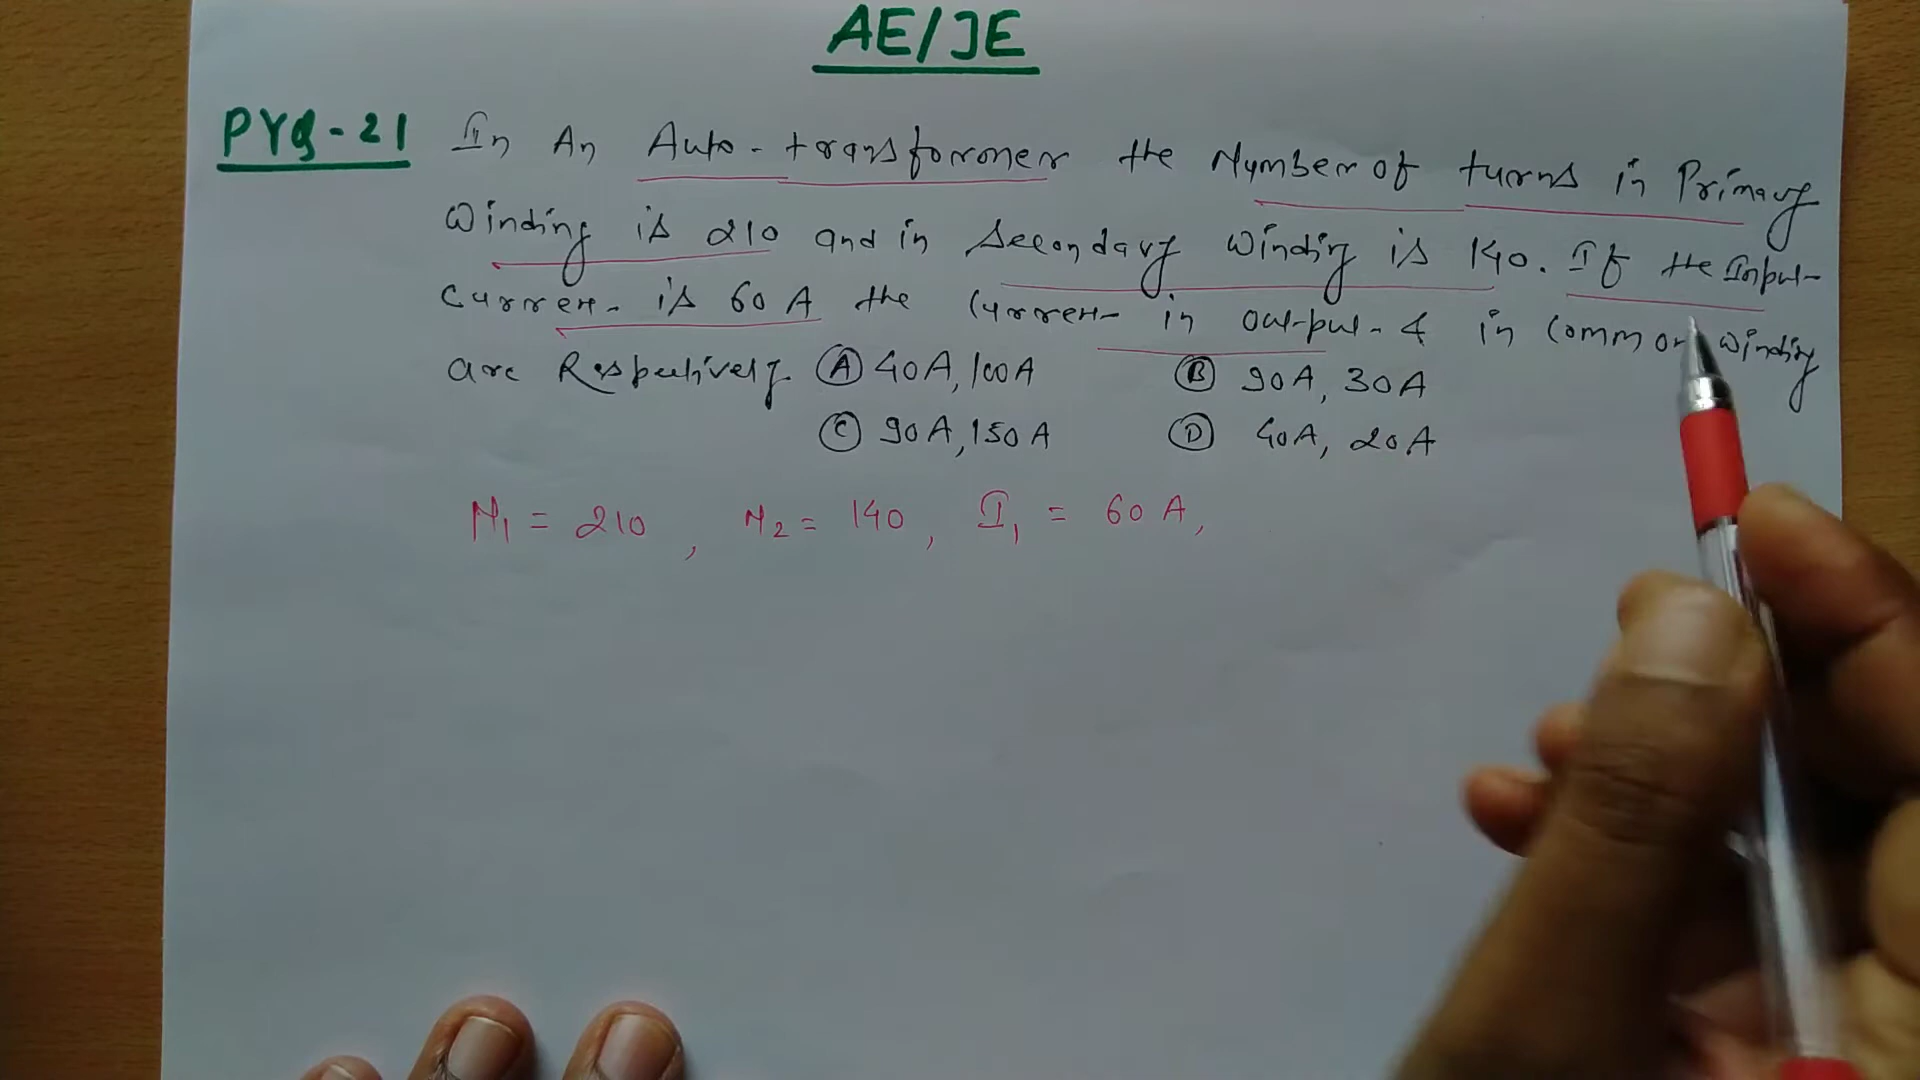 AE/JE
PYQ-21 In An Auto-transformer the Number of turns in Primary
Winding is 210 and in Secondary Winding is 140. If the Input
Current is 60 A the Current in output & in Common Winding
are Respectively. (A) 40A, 100A (B) 90A, 30A
(C) 90A, 150A (D) 40A, 20A
N1 = 210, N2 = 140, I1 = 60 A,